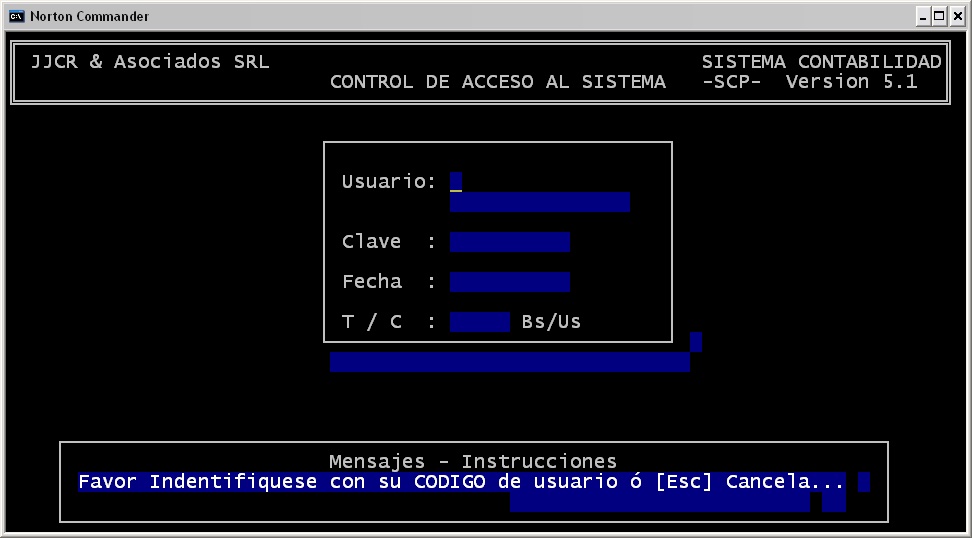 Norton Commander
JJCR & Asociados SRL SISTEMA CONTABILIDAD
CONTROL DE ACCESO AL SISTEMA -SCP- Version 5.1
Usuario:
Clave :
Fecha :
T / C : Bs/Us
Mensajes - Instrucciones
Favor Indentifiquese con su CODIGO de usuario ó [Esc] Cancela...